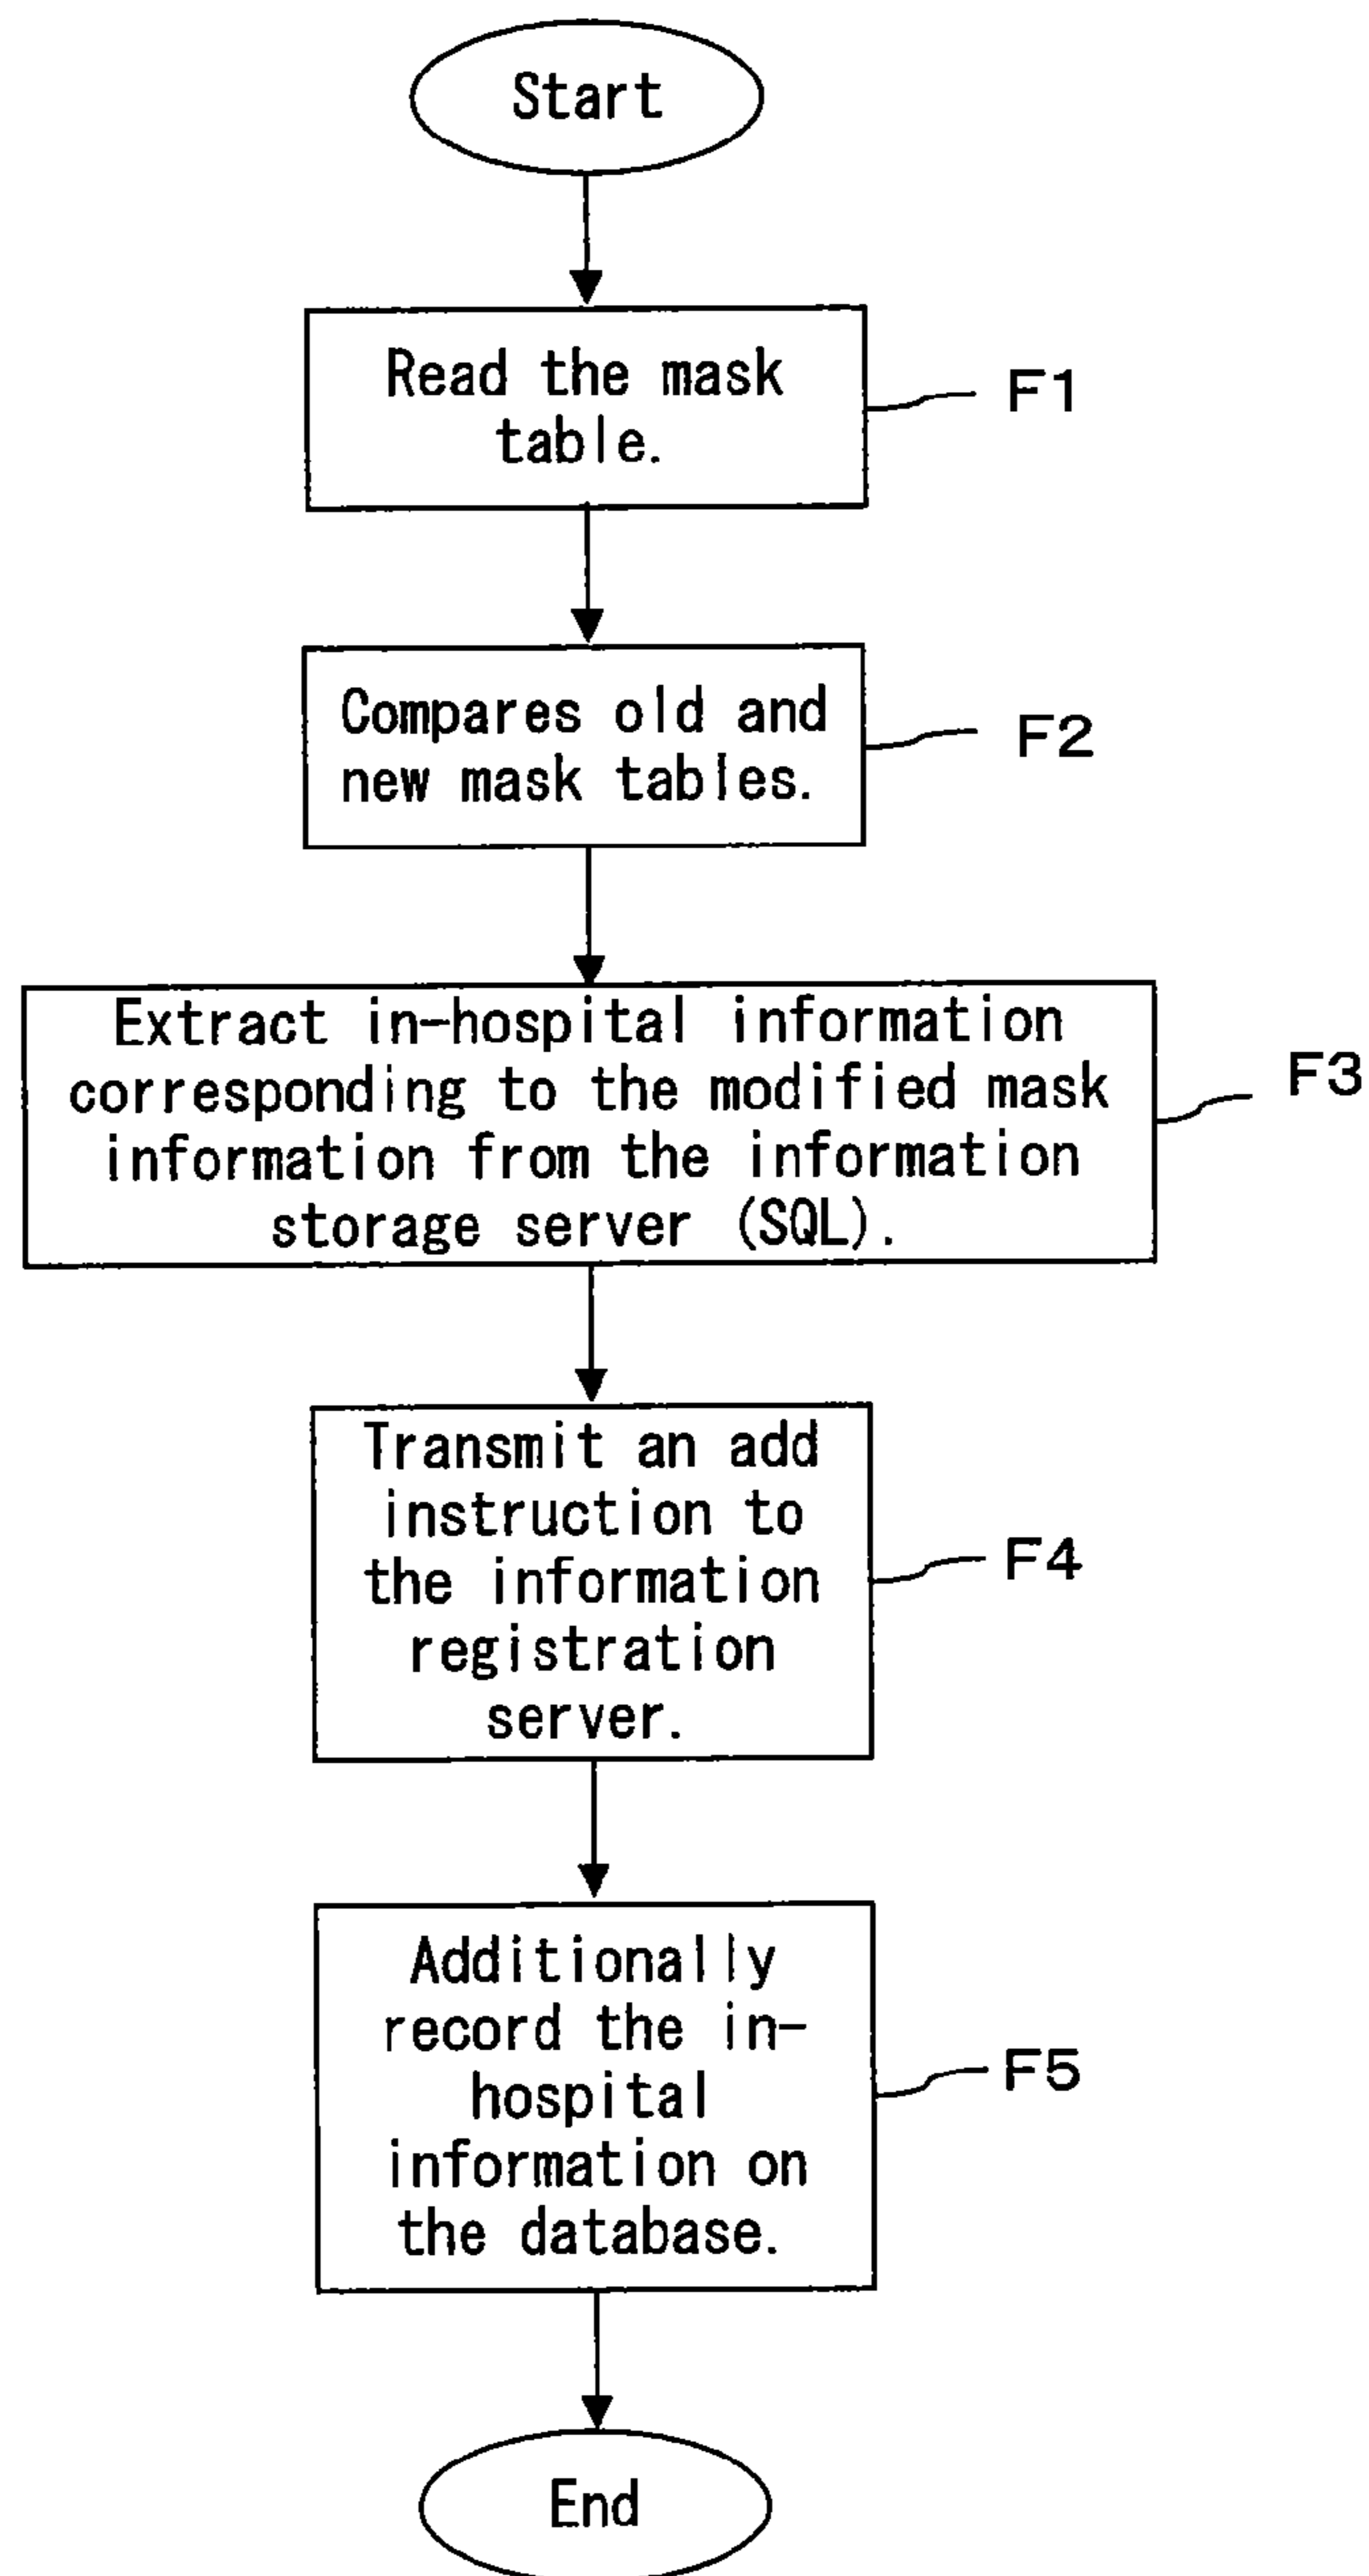 Start
Read the mask
table.
F1
Compares old and
new mask tables.
F2
Extract in-hospital information
corresponding to the modified mask
information from the information
storage server (SQL).
F3
Transmit an add
instruction to
the information
registration
server.
F4
Additionally
record the in-
hospital
information on
the database.
F5
End